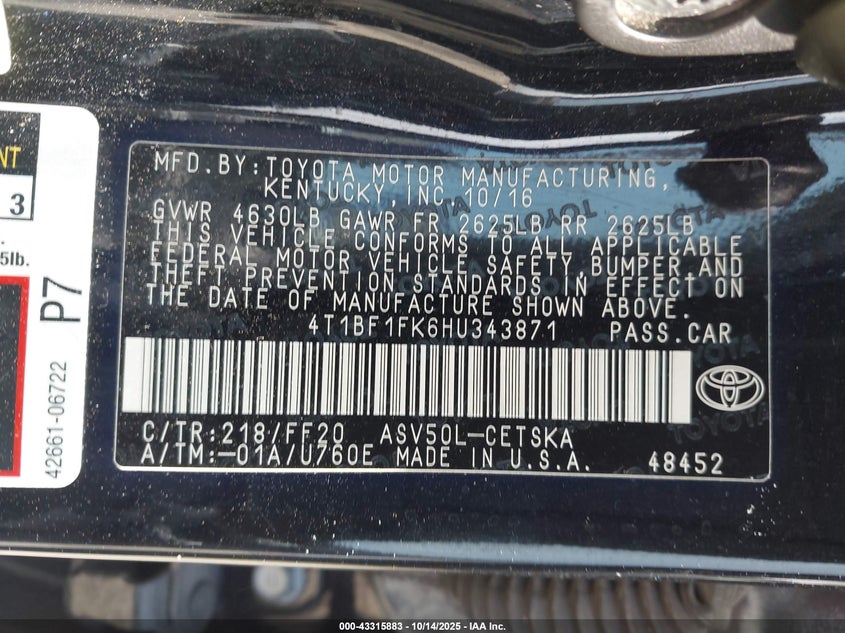 NT
3
.
5lb.
P7
42661-06722
MFD.BY:TOYOTA MOTOR MANUFACTURING,
KENTUCKY,INC. 10/16
GVWR 4630LB GAWR FR 2625LB RR 2625LB
THIS VEHICLE CONFORMS TO ALL APPLICABLE
FEDERAL MOTOR VEHICLE SAFETY,BUMPER,AND
THEFT PREVENTION STANDARDS IN EFFECT ON
THE DATE OF MANUFACTURE SHOWN ABOVE.
4T1BF1FK6HU343871 PASS.CAR
C/TR:218/FF20 ASV50L-CETSKA
A/TM:-01A/U760E MADE IN U.S.A. 48452
000-43315883 - 10/14/2025 - IAA Inc.